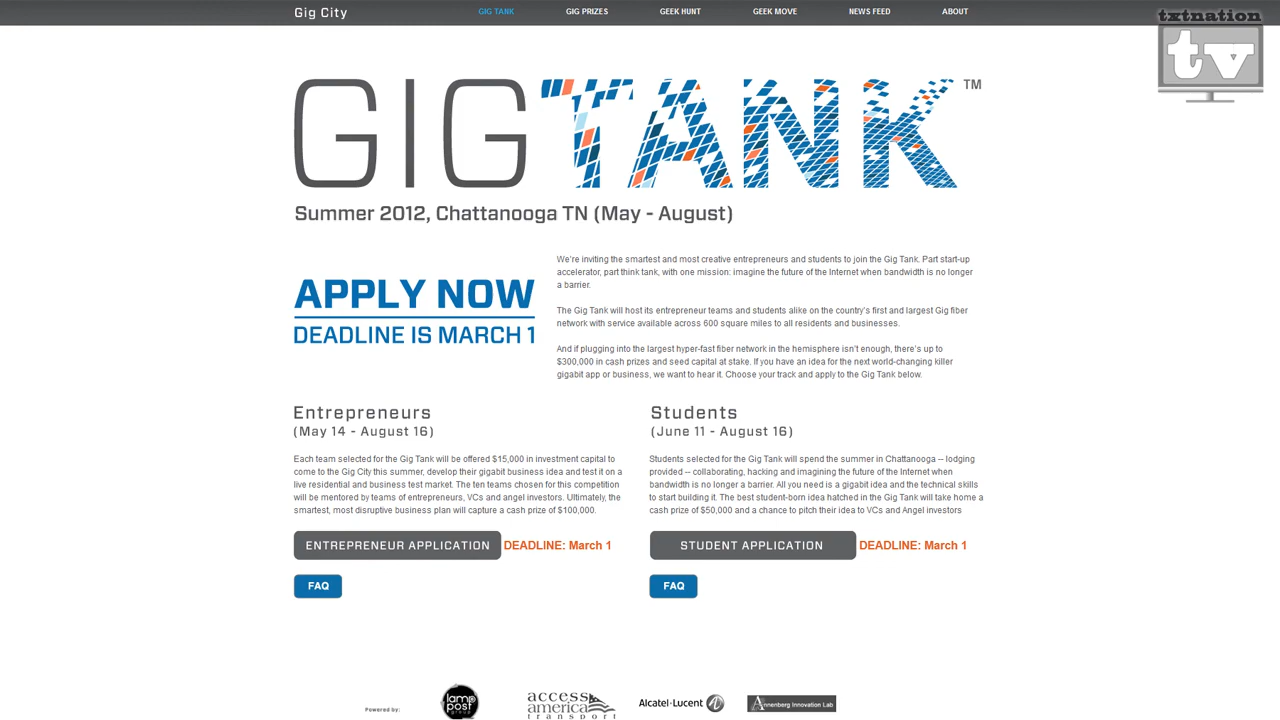 Gig City
GIG TANK
GIG PRIZES
GEEK HUNT
GEEK MOVE
NEWS FEED
ABOUT
txtnation
tv
GIGTANK™
Summer 2012, Chattanooga TN (May - August)
APPLY NOW
DEADLINE IS MARCH 1
We're inviting the smartest and most creative entrepreneurs and students to join the Gig Tank. Part start-up
accelerator, part think tank, with one mission: imagine the future of the Internet when bandwidth is no longer
a barrier.
The Gig Tank will host its entrepreneur teams and students alike on the country's first and largest Gig fiber
network with service available across 600 square miles to all residents and businesses.
And if plugging into the largest hyper-fast fiber network in the hemisphere isn't enough, there's up to
$300,000 in cash prizes and seed capital at stake. If you have an idea for the next world-changing killer
gigabit app or business, we want to hear it. Choose your track and apply to the Gig Tank below.
Entrepreneurs
(May 14 - August 16)
Each team selected for the Gig Tank will be offered $15,000 in investment capital to
come to the Gig City this summer, develop their gigabit business idea and test it on a
live residential and business test market. The ten teams chosen for this competition
will be mentored by teams of entrepreneurs, VCs and angel investors. Ultimately, the
smartest, most disruptive business plan will capture a cash prize of $100,000.
ENTREPRENEUR APPLICATION DEADLINE: March 1
FAQ
Students
(June 11 - August 16)
Students selected for the Gig Tank will spend the summer in Chattanooga -- lodging
provided -- collaborating, hacking and imagining the future of the Internet when
bandwidth is no longer a barrier. All you need is a gigabit idea and the technical skills
to start building it. The best student-born idea hatched in the Gig Tank will take home a
cash prize of $50,000 and a chance to pitch their idea to VCs and Angel investors
STUDENT APPLICATION DEADLINE: March 1
FAQ
Powered by:
lamp
post
group
access
america
transport
Alcatel·Lucent
Annenberg Innovation Lab